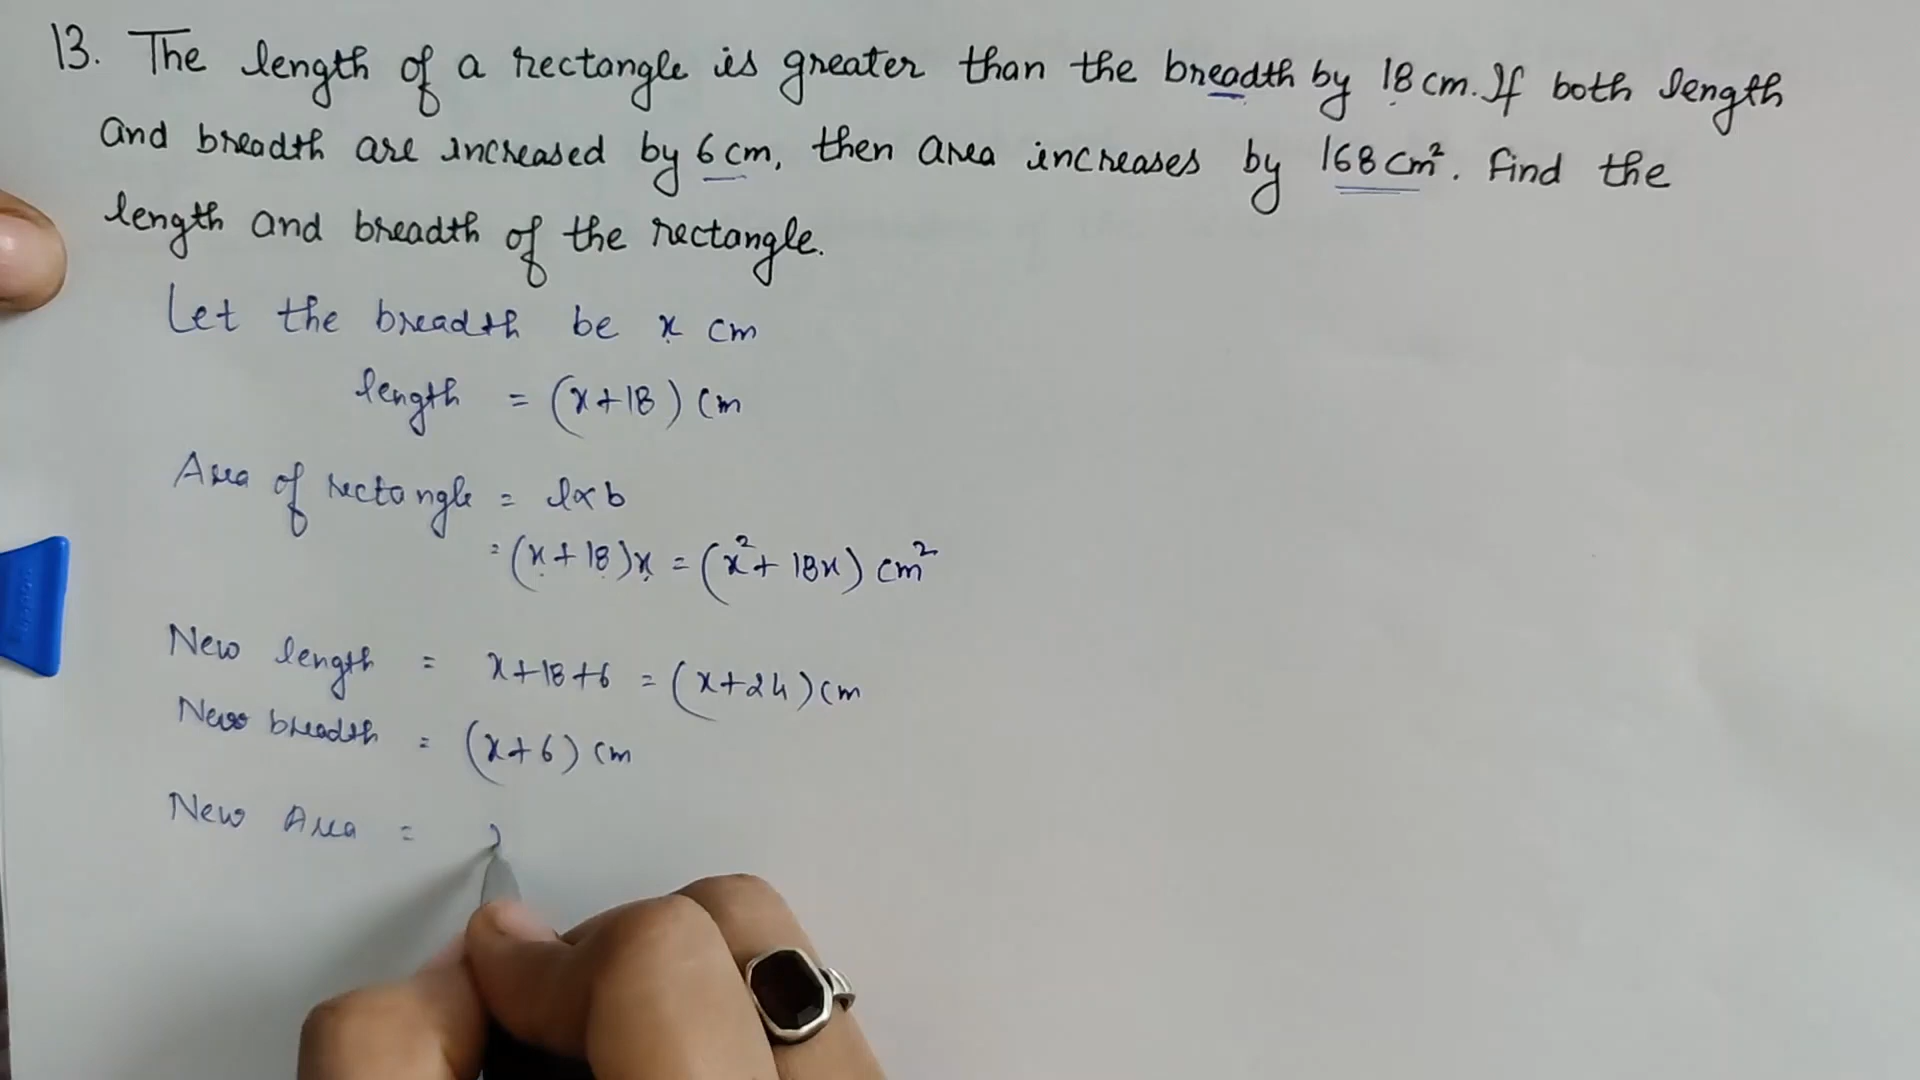 13. The length of a rectangle is greater than the breadth by 18 cm. If both length
and breadth are increased by 6 cm, then area increases by 168 cm². Find the
length and breadth of the rectangle.
Let the breadth be x cm
length = (x+18) cm
Area of rectangle = l×b
= (x+18)x = (x²+18x) cm²
New length = x+18+6 = (x+24) cm
New breadth = (x+6) cm
New Area =